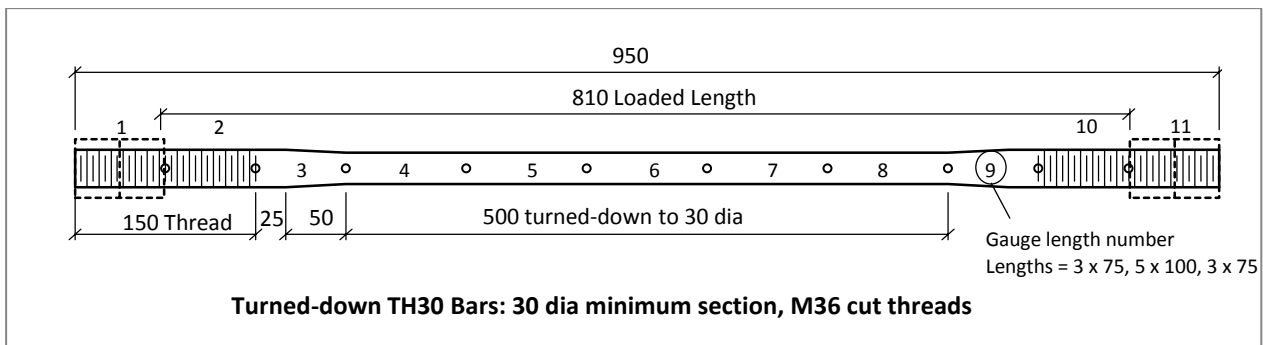 950
810 Loaded Length
1 2 10 11
3 4 5 6 7 8 9
150 Thread 25 50 500 turned-down to 30 dia
Gauge length number
Lengths = 3 x 75, 5 x 100, 3 x 75
Turned-down TH30 Bars: 30 dia minimum section, M36 cut threads